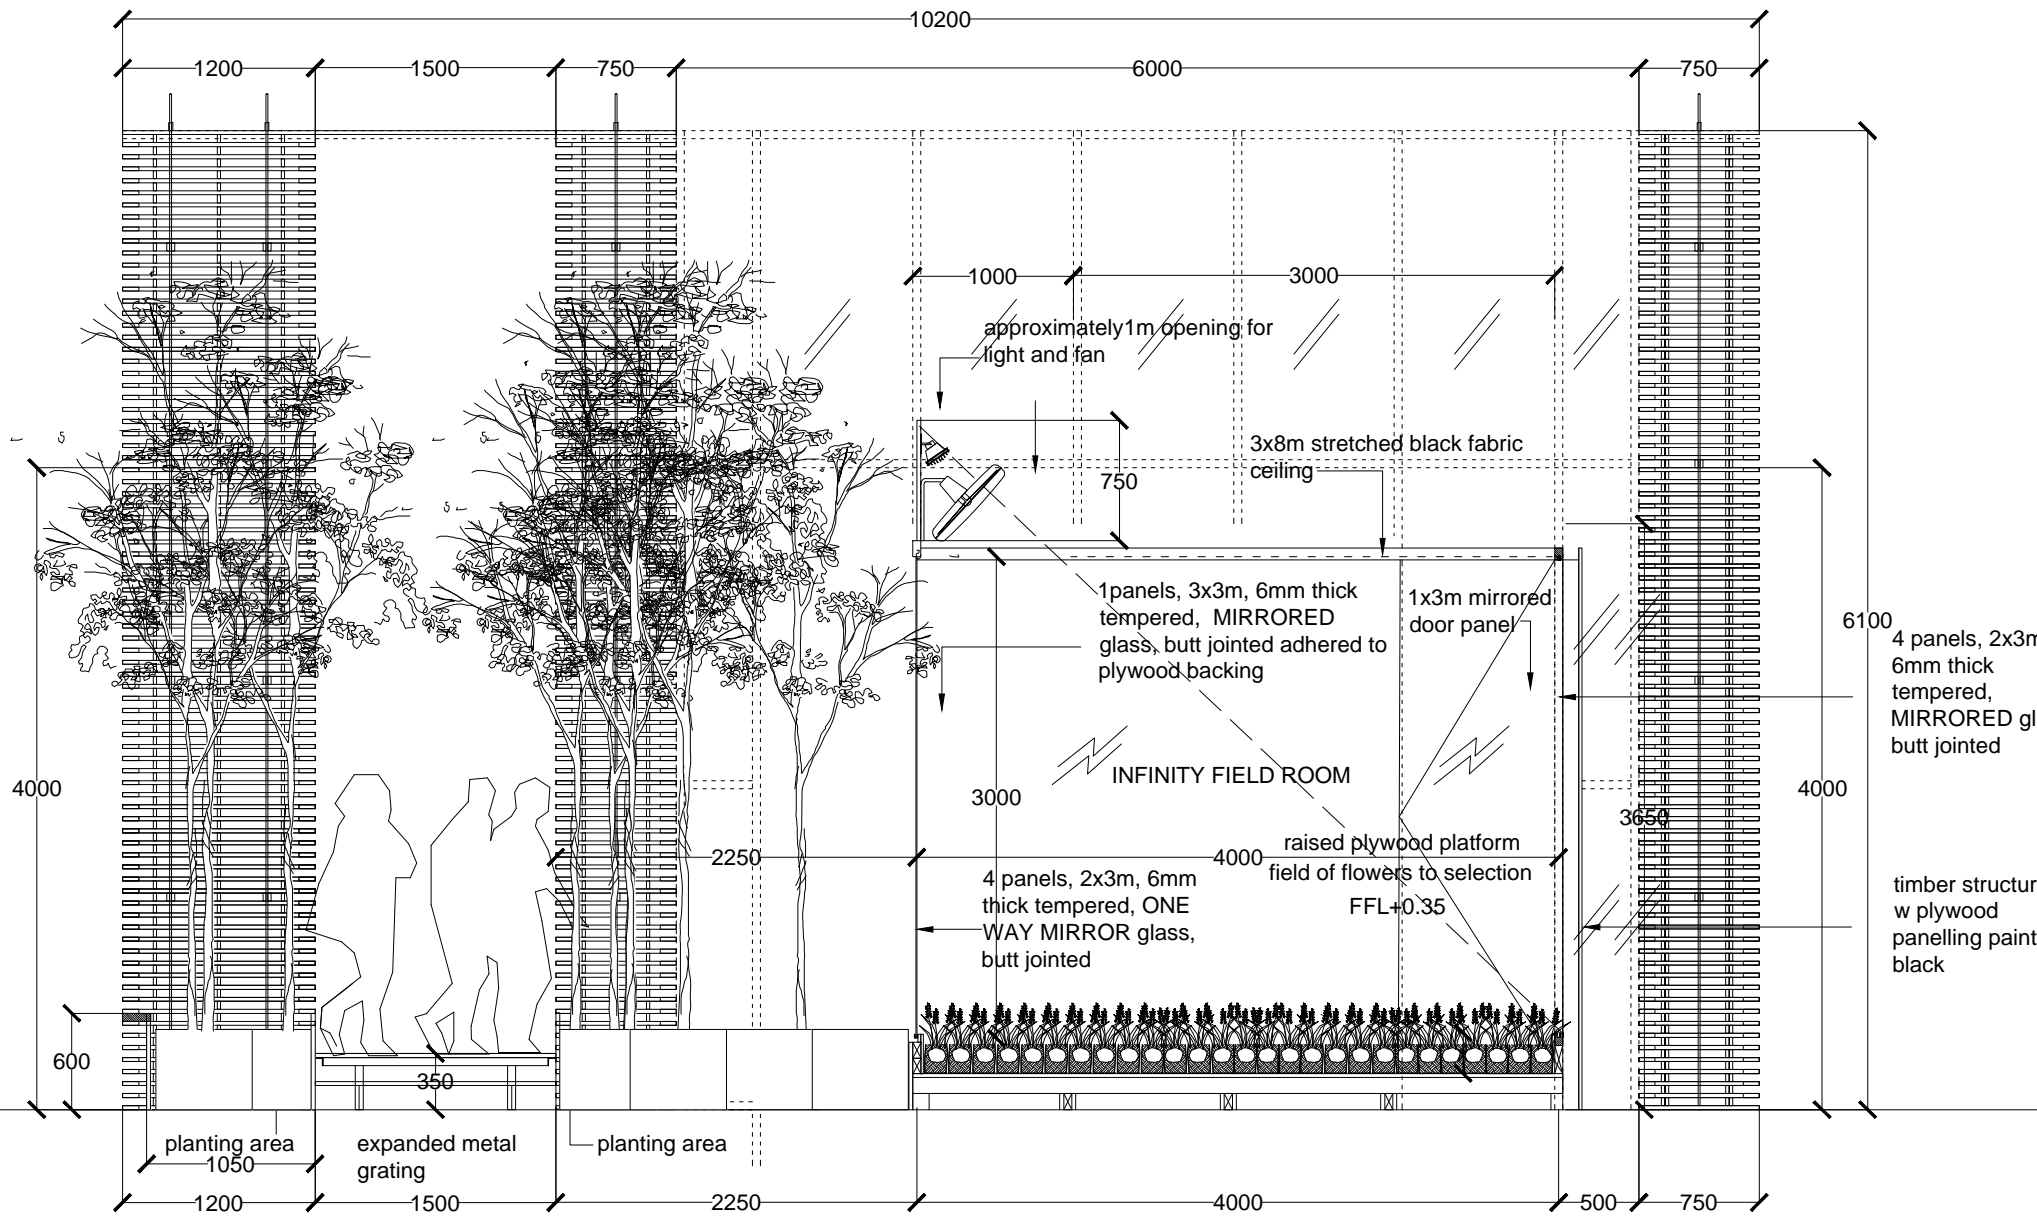 10200
1200
1500
750
6000
750
1000
3000
approximately1m opening for
light and fan
3x8m stretched black fabric
ceiling
750
1panels, 3x3m, 6mm thick
tempered, MIRRORED
glass, butt jointed adhered to
plywood backing
1x3m mirrored
door panel
6100
4 panels, 2x3m
6mm thick
tempered,
MIRRORED gl
butt jointed
4000
3000
INFINITY FIELD ROOM
4000
3650
2250
4000
raised plywood platform
field of flowers to selection
FFL+0.35
4 panels, 2x3m, 6mm
thick tempered, ONE
WAY MIRROR glass,
butt jointed
timber structur
w plywood
panelling paint
black
600
350
planting area
1050
expanded metal
grating
planting area
1200
1500
2250
4000
500
750